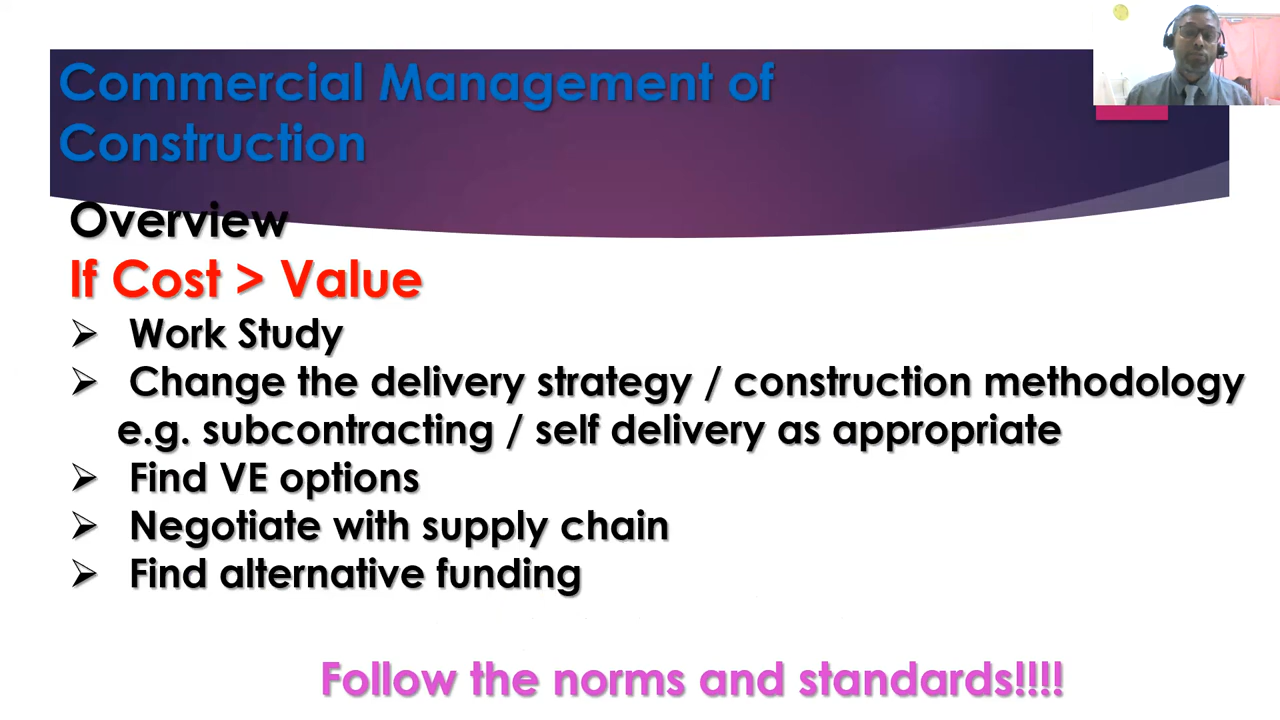 Commercial Management of
Construction
Overview
If Cost > Value
➢ Work Study
➢ Change the delivery strategy / construction methodology
e.g. subcontracting / self delivery as appropriate
➢ Find VE options
➢ Negotiate with supply chain
➢ Find alternative funding
Follow the norms and standards!!!!